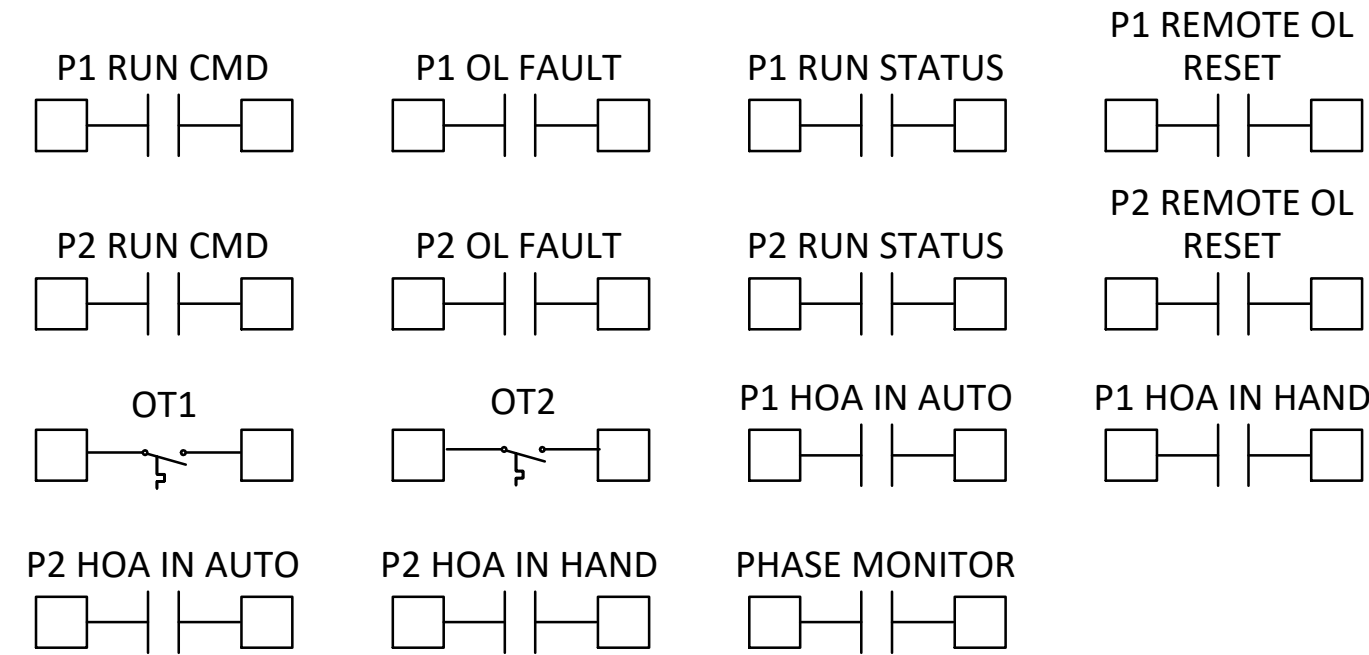 P1 RUN CMD
P1 OL FAULT
P1 RUN STATUS
P1 REMOTE OL
RESET
P2 RUN CMD
P2 OL FAULT
P2 RUN STATUS
P2 REMOTE OL
RESET
OT1
OT2
P1 HOA IN AUTO
P1 HOA IN HAND
P2 HOA IN AUTO
P2 HOA IN HAND
PHASE MONITOR